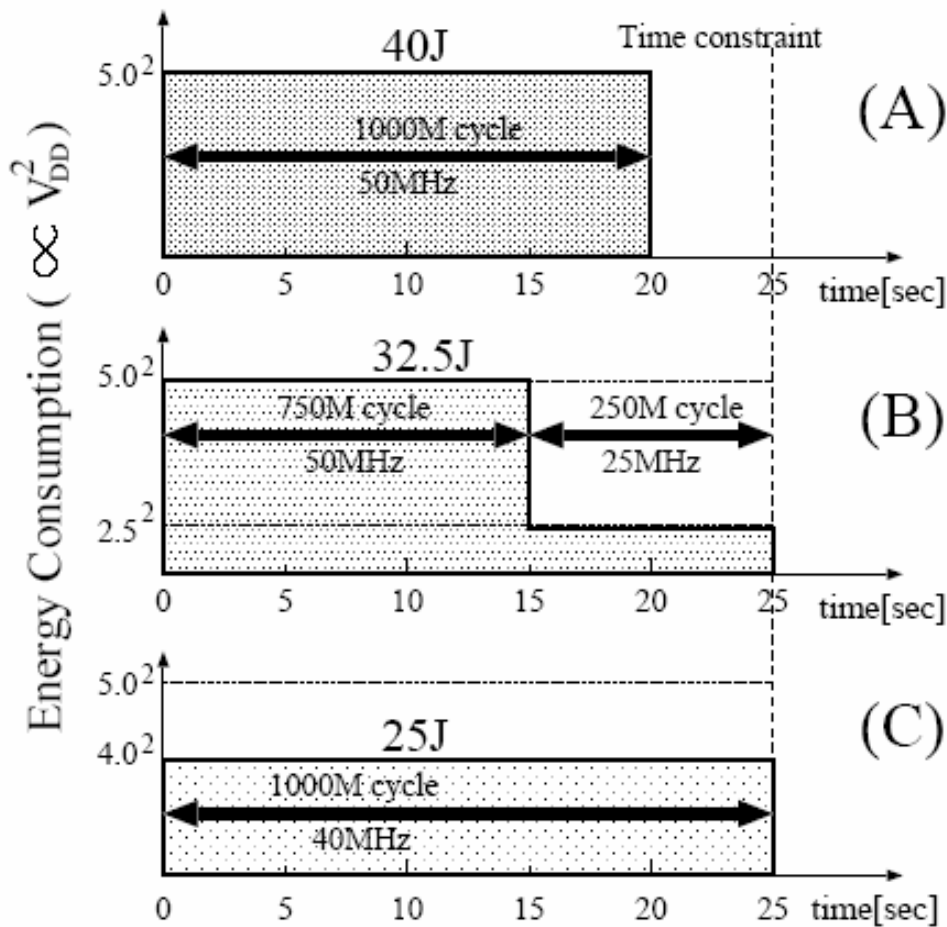 Energy Consumption ( ∝ V²DD )
40J
Time constraint
5.0²
(A)
1000M cycle
50MHz
0 5 10 15 20 25 time[sec]
32.5J
5.0²
750M cycle 250M cycle
(B)
50MHz 25MHz
2.5²
0 5 10 15 20 25 time[sec]
5.0²
(C)
25J
4.0²
1000M cycle
40MHz
0 5 10 15 20 25 time[sec]